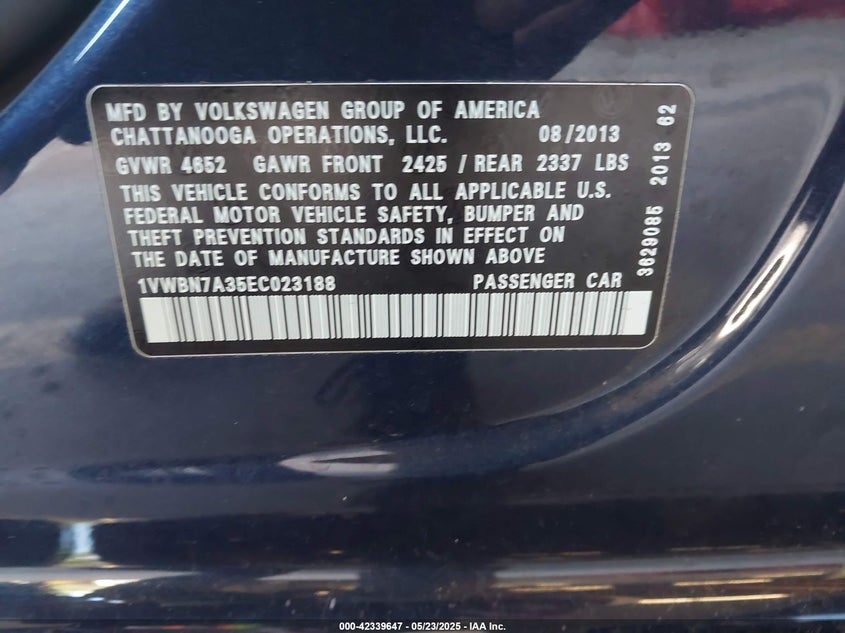 MFD BY VOLKSWAGEN GROUP OF AMERICA
CHATTANOOGA OPERATIONS, LLC. 08/2013
GVWR 4652 GAWR FRONT 2425 / REAR 2337 LBS
THIS VEHICLE CONFORMS TO ALL APPLICABLE U.S.
FEDERAL MOTOR VEHICLE SAFETY, BUMPER AND
THEFT PREVENTION STANDARDS IN EFFECT ON
THE DATE OF MANUFACTURE SHOWN ABOVE
1VWBN7A35EC023188 PASSENGER CAR
3629085 2013 62
000-42339647 - 05/23/2025 - IAA Inc.